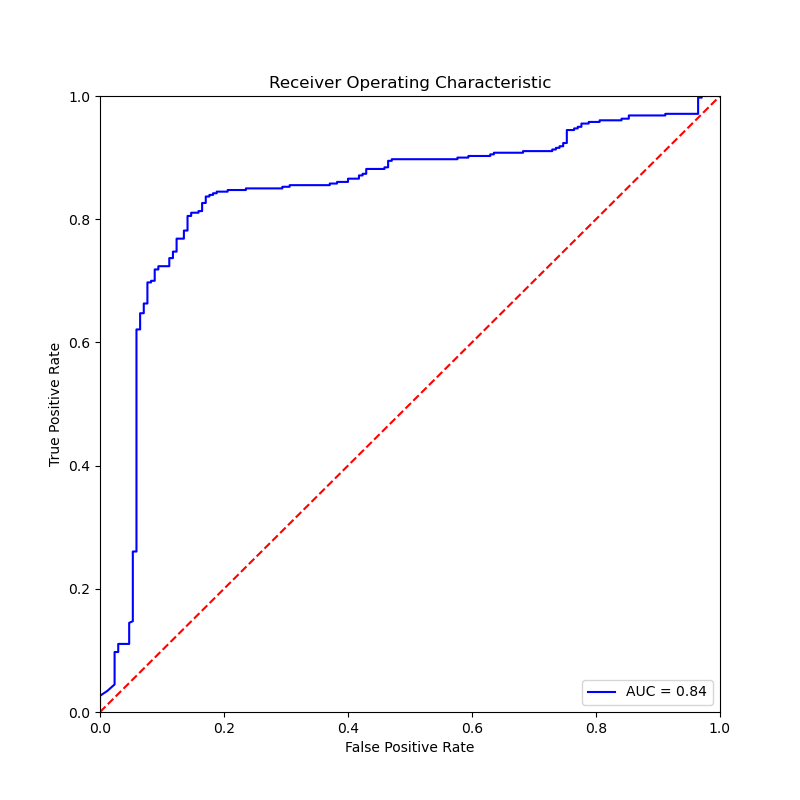 Receiver Operating Characteristic
1.0
0.8
0.6
0.4
0.2
0.0
True Positive Rate
AUC = 0.84
0.0 0.2 0.4 0.6 0.8 1.0
False Positive Rate